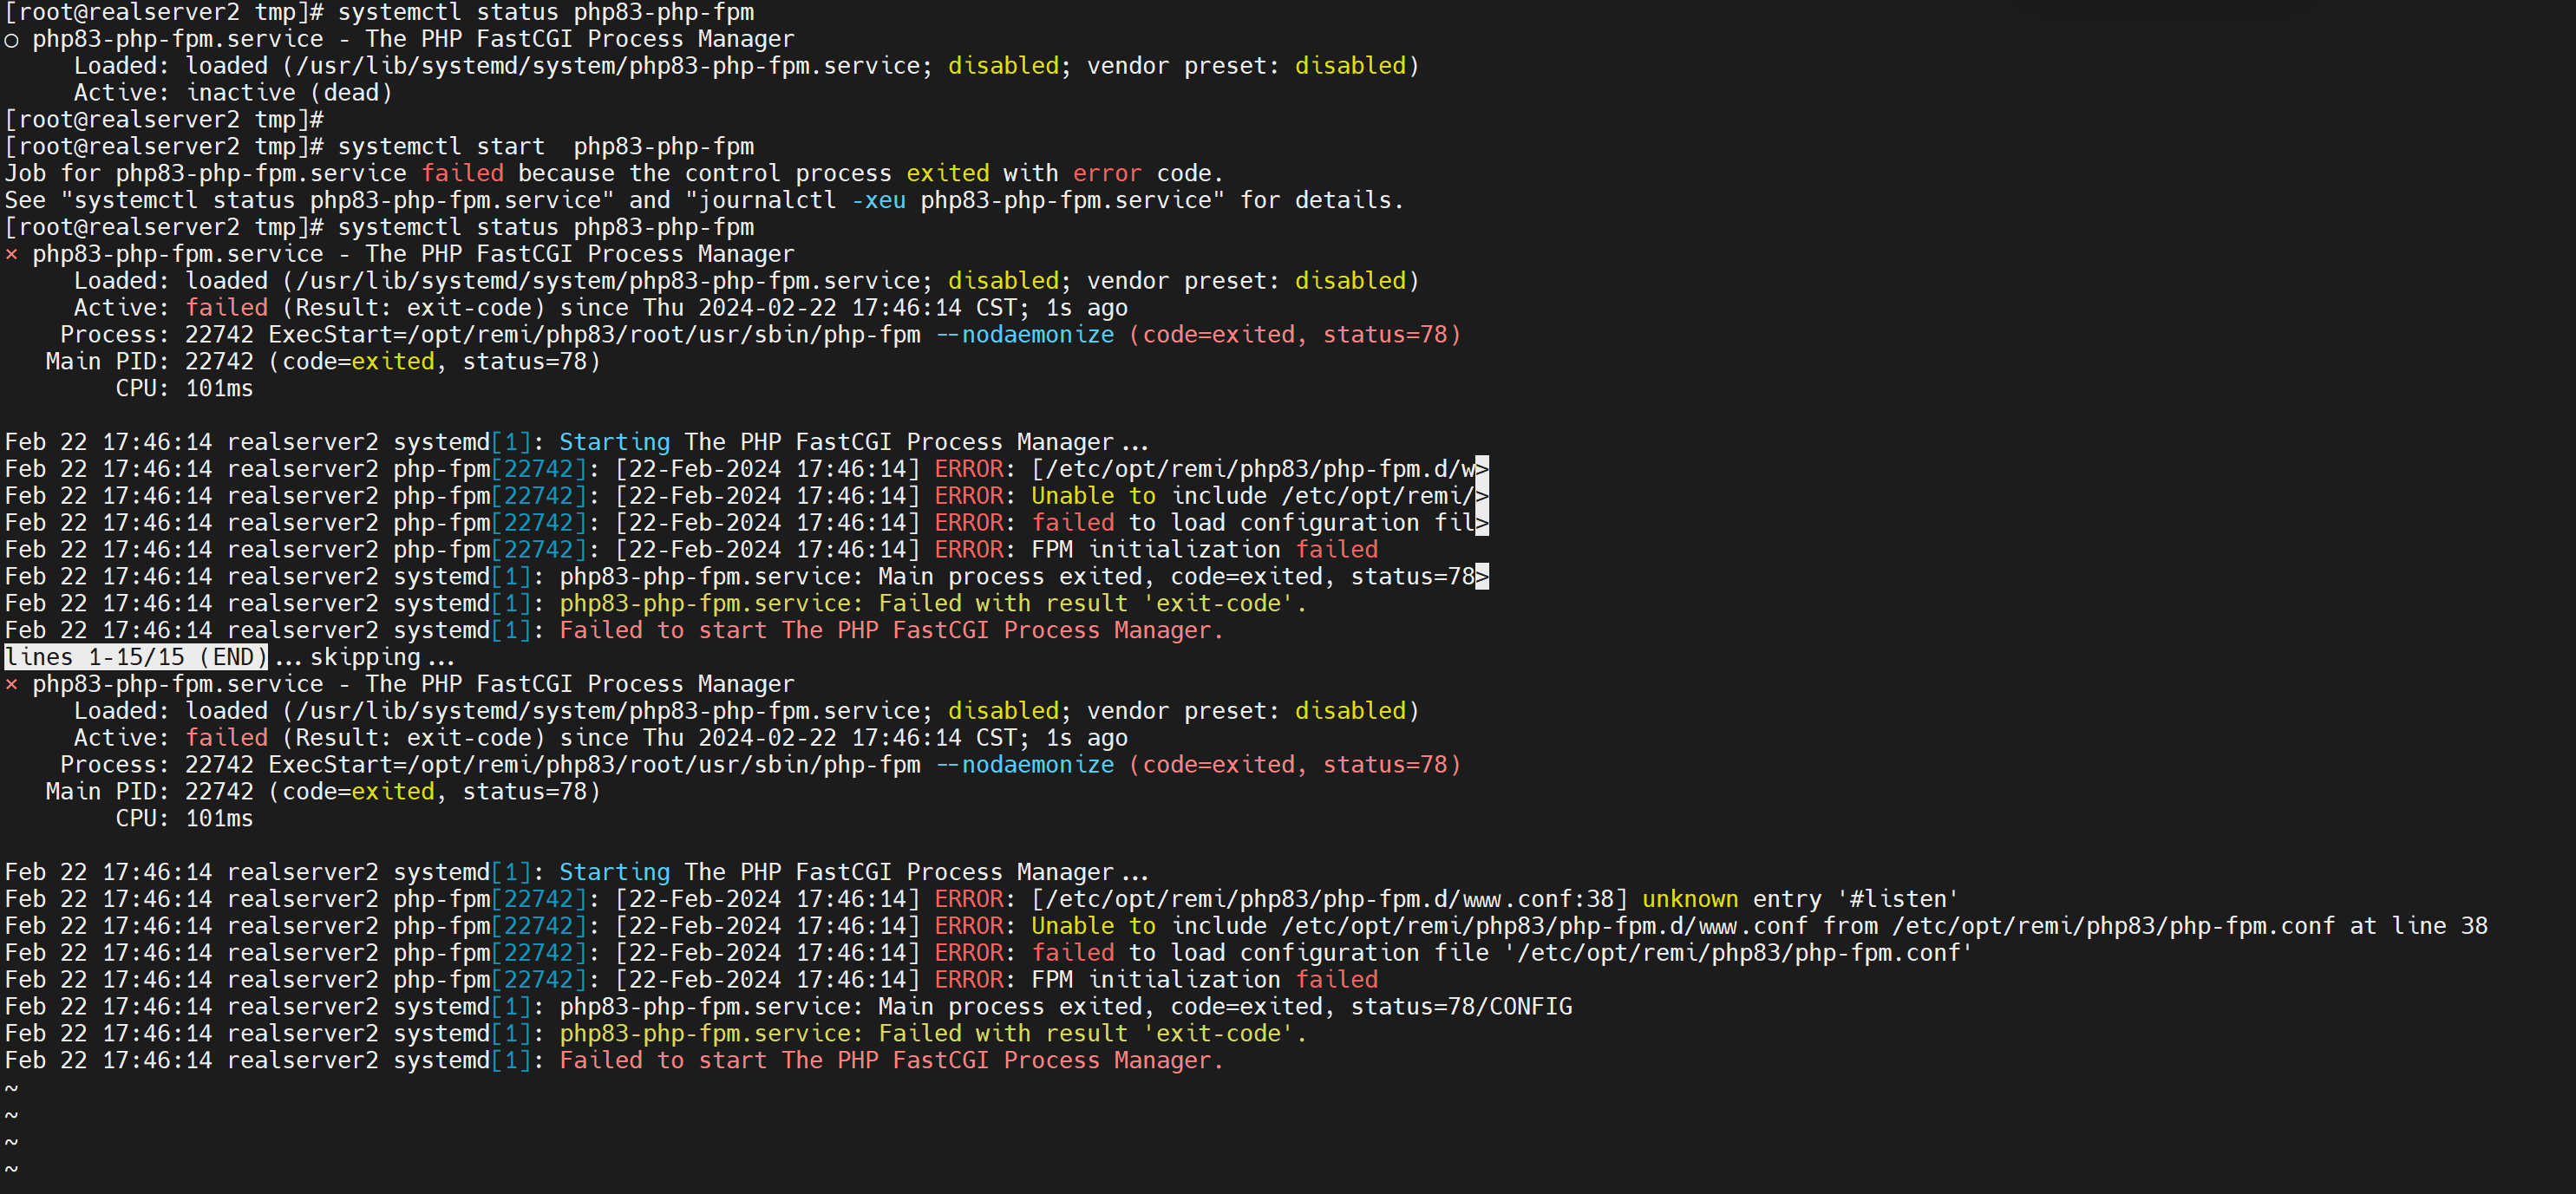 [root@realserver2 tmp]# systemctl status php83-php-fpm
○ php83-php-fpm.service - The PHP FastCGI Process Manager
     Loaded: loaded (/usr/lib/systemd/system/php83-php-fpm.service; disabled; vendor preset: disabled)
     Active: inactive (dead)
[root@realserver2 tmp]#
[root@realserver2 tmp]# systemctl start  php83-php-fpm
Job for php83-php-fpm.service failed because the control process exited with error code.
See "systemctl status php83-php-fpm.service" and "journalctl -xeu php83-php-fpm.service" for details.
[root@realserver2 tmp]# systemctl status php83-php-fpm
× php83-php-fpm.service - The PHP FastCGI Process Manager
     Loaded: loaded (/usr/lib/systemd/system/php83-php-fpm.service; disabled; vendor preset: disabled)
     Active: failed (Result: exit-code) since Thu 2024-02-22 17:46:14 CST; 1s ago
    Process: 22742 ExecStart=/opt/remi/php83/root/usr/sbin/php-fpm --nodaemonize (code=exited, status=78)
   Main PID: 22742 (code=exited, status=78)
        CPU: 101ms

Feb 22 17:46:14 realserver2 systemd[1]: Starting The PHP FastCGI Process Manager...
Feb 22 17:46:14 realserver2 php-fpm[22742]: [22-Feb-2024 17:46:14] ERROR: [/etc/opt/remi/php83/php-fpm.d/w>
Feb 22 17:46:14 realserver2 php-fpm[22742]: [22-Feb-2024 17:46:14] ERROR: Unable to include /etc/opt/remi/>
Feb 22 17:46:14 realserver2 php-fpm[22742]: [22-Feb-2024 17:46:14] ERROR: failed to load configuration fil>
Feb 22 17:46:14 realserver2 php-fpm[22742]: [22-Feb-2024 17:46:14] ERROR: FPM initialization failed
Feb 22 17:46:14 realserver2 systemd[1]: php83-php-fpm.service: Main process exited, code=exited, status=78>
Feb 22 17:46:14 realserver2 systemd[1]: php83-php-fpm.service: Failed with result 'exit-code'.
Feb 22 17:46:14 realserver2 systemd[1]: Failed to start The PHP FastCGI Process Manager.
lines 1-15/15 (END)...skipping...
× php83-php-fpm.service - The PHP FastCGI Process Manager
     Loaded: loaded (/usr/lib/systemd/system/php83-php-fpm.service; disabled; vendor preset: disabled)
     Active: failed (Result: exit-code) since Thu 2024-02-22 17:46:14 CST; 1s ago
    Process: 22742 ExecStart=/opt/remi/php83/root/usr/sbin/php-fpm --nodaemonize (code=exited, status=78)
   Main PID: 22742 (code=exited, status=78)
        CPU: 101ms

Feb 22 17:46:14 realserver2 systemd[1]: Starting The PHP FastCGI Process Manager...
Feb 22 17:46:14 realserver2 php-fpm[22742]: [22-Feb-2024 17:46:14] ERROR: [/etc/opt/remi/php83/php-fpm.d/www.conf:38] unknown entry '#listen'
Feb 22 17:46:14 realserver2 php-fpm[22742]: [22-Feb-2024 17:46:14] ERROR: Unable to include /etc/opt/remi/php83/php-fpm.d/www.conf from /etc/opt/remi/php83/php-fpm.conf at line 38
Feb 22 17:46:14 realserver2 php-fpm[22742]: [22-Feb-2024 17:46:14] ERROR: failed to load configuration file '/etc/opt/remi/php83/php-fpm.conf'
Feb 22 17:46:14 realserver2 php-fpm[22742]: [22-Feb-2024 17:46:14] ERROR: FPM initialization failed
Feb 22 17:46:14 realserver2 systemd[1]: php83-php-fpm.service: Main process exited, code=exited, status=78/CONFIG
Feb 22 17:46:14 realserver2 systemd[1]: php83-php-fpm.service: Failed with result 'exit-code'.
Feb 22 17:46:14 realserver2 systemd[1]: Failed to start The PHP FastCGI Process Manager.
~
~
~
~